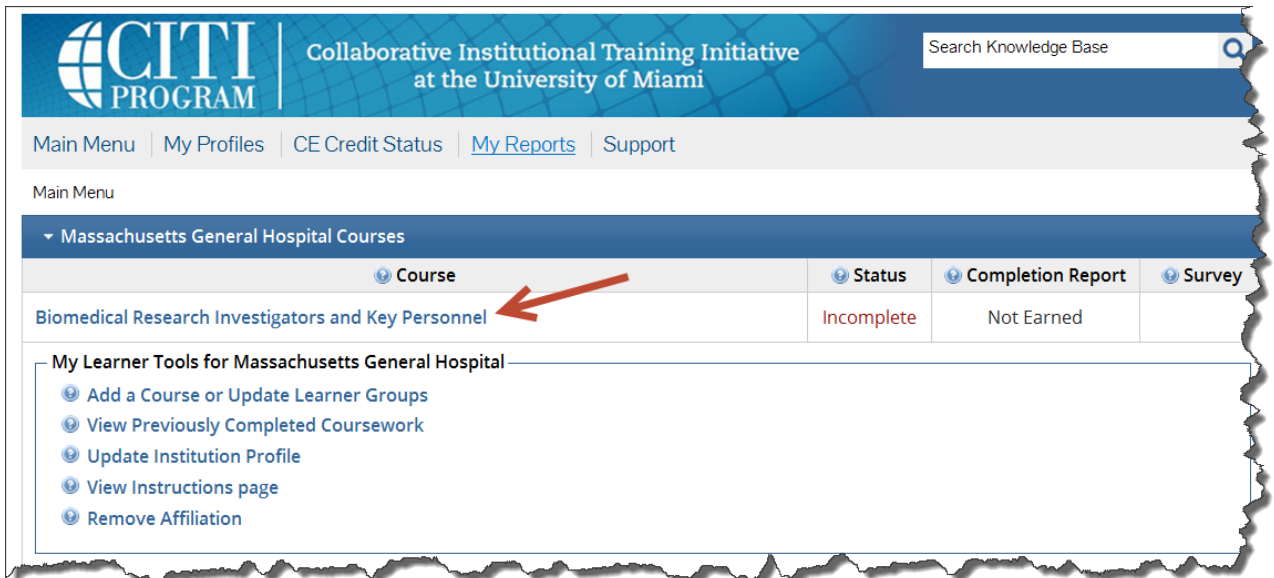 CITI
PROGRAM
Collaborative Institutional Training Initiative
at the University of Miami
Search Knowledge Base
Main Menu My Profiles CE Credit Status My Reports Support
Main Menu
Massachusetts General Hospital Courses
Course Status Completion Report Survey
Biomedical Research Investigators and Key Personnel Incomplete Not Earned
My Learner Tools for Massachusetts General Hospital
Add a Course or Update Learner Groups
View Previously Completed Coursework
Update Institution Profile
View Instructions page
Remove Affiliation